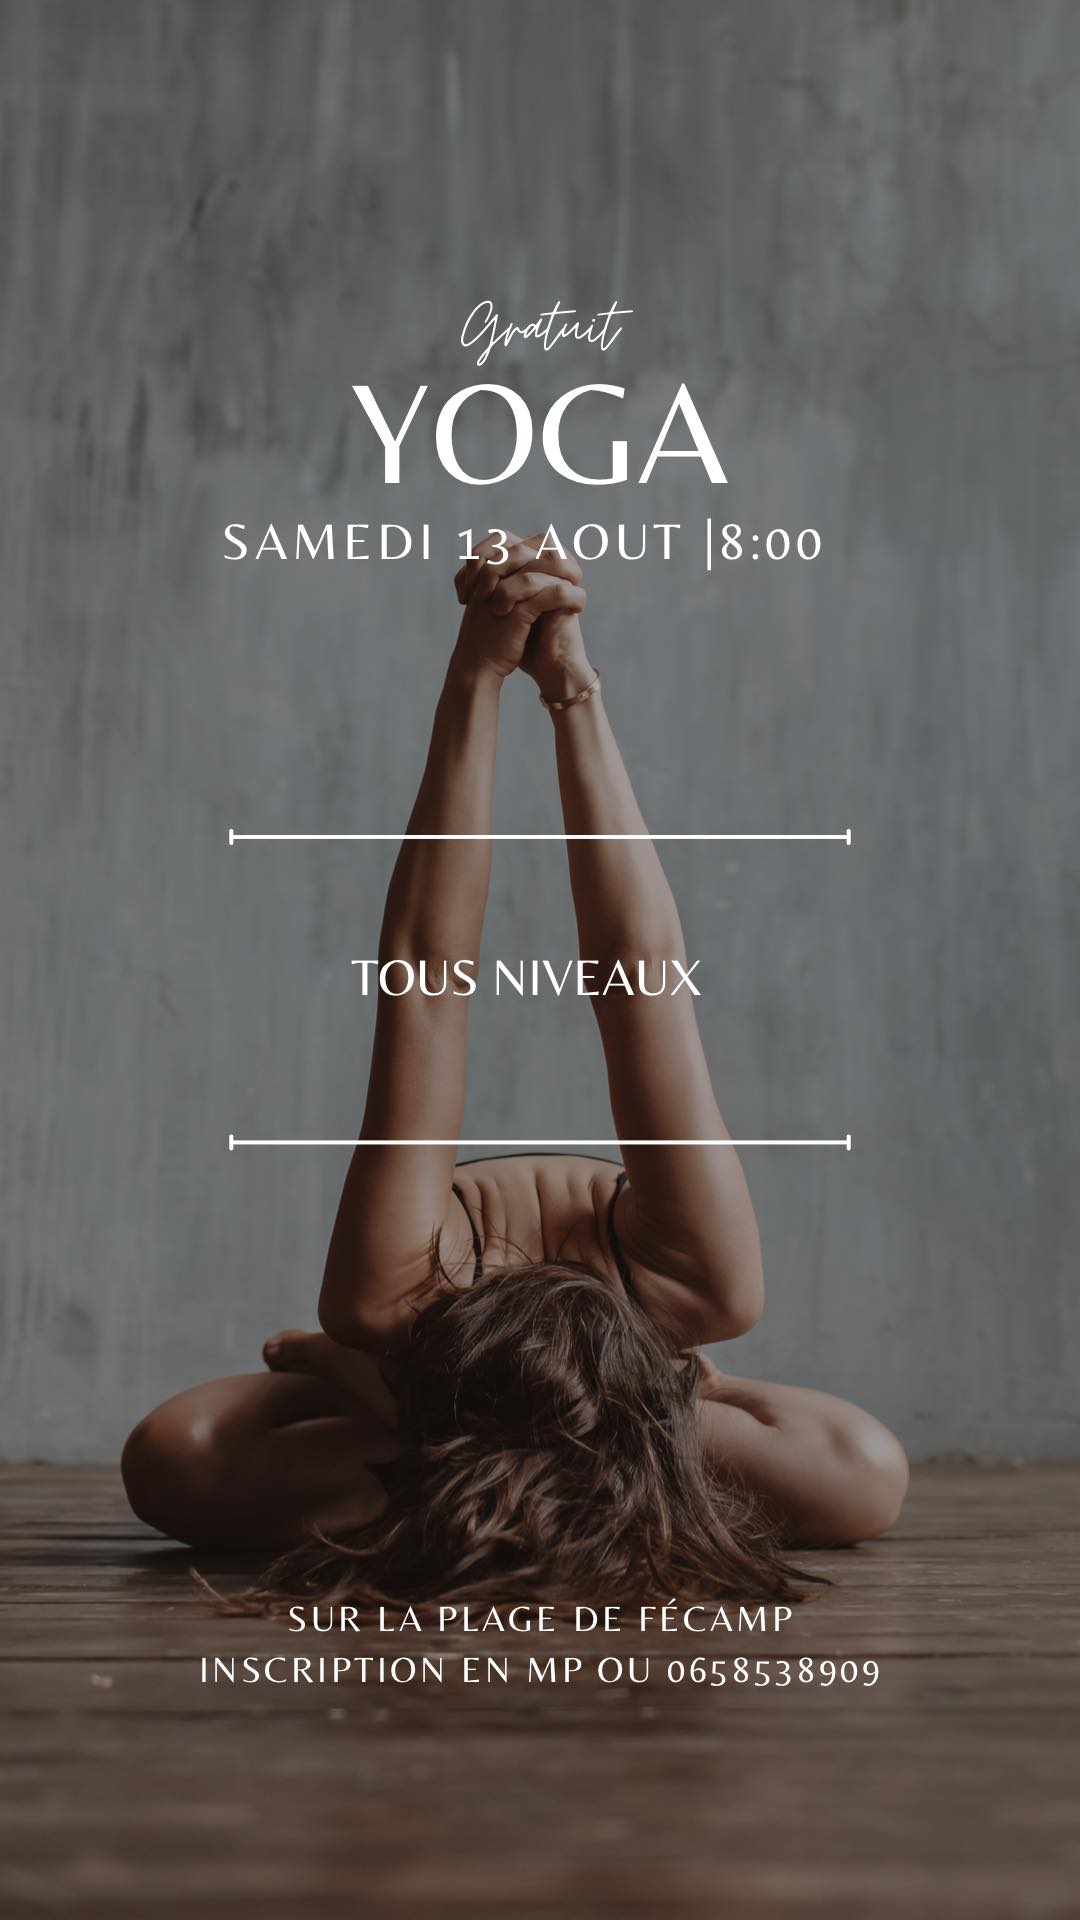 Gratuit
YOGA
SAMEDI 13 AOUT |8:00
TOUS NIVEAUX
SUR LA PLAGE DE FÉCAMP
INSCRIPTION EN MP OU 0658538909